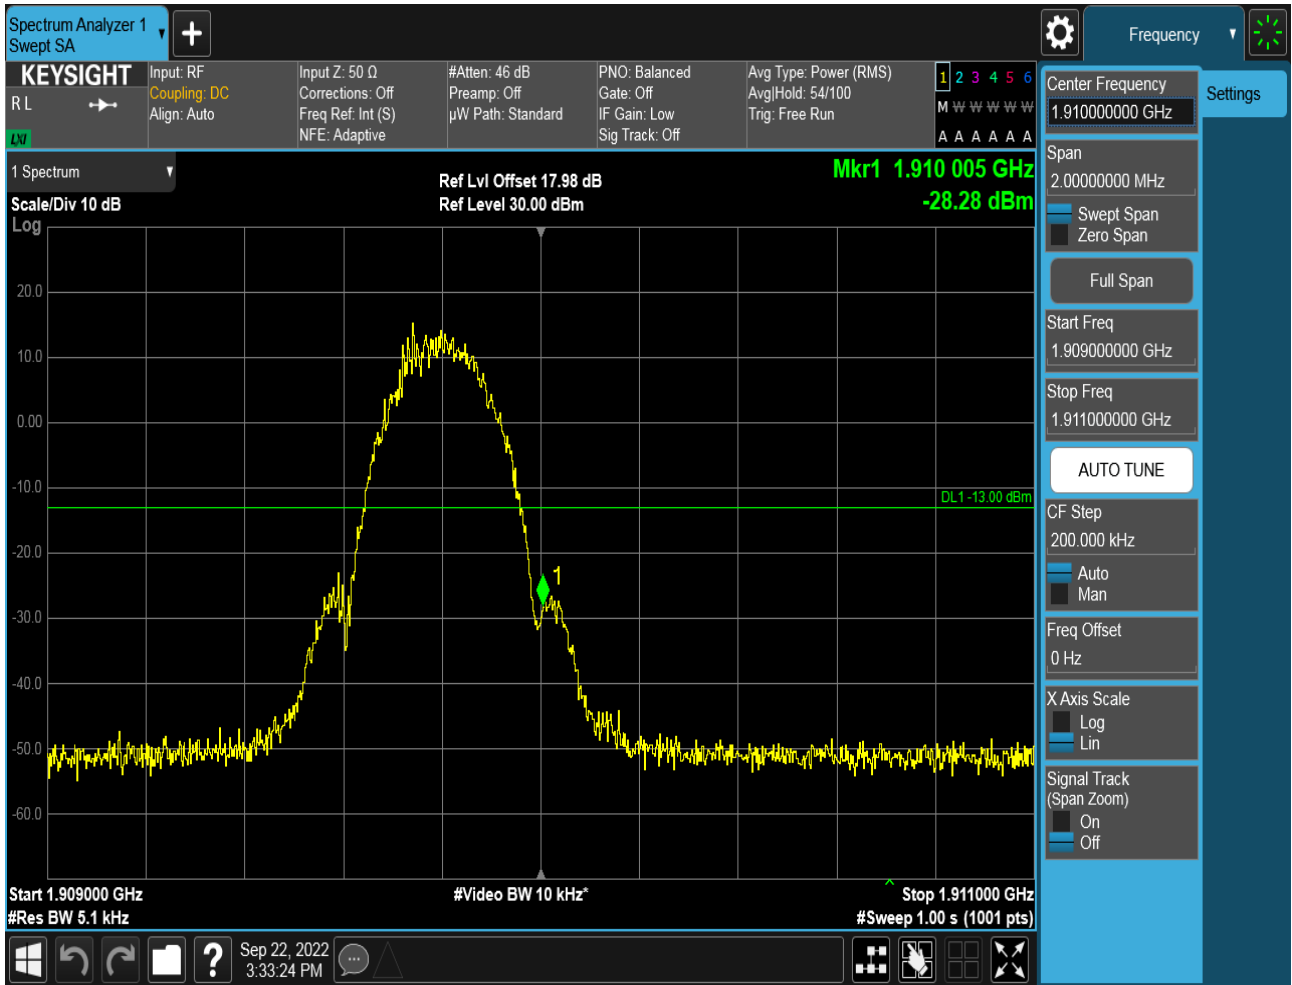 Spectrum Analyzer 1
Swept SA
Frequency
KEYSIGHT
R L
LXI
Input: RF
Coupling: DC
Align: Auto
Input Z: 50 Ω
Corrections: Off
Freq Ref: Int (S)
NFE: Adaptive
#Atten: 46 dB
Preamp: Off
µW Path: Standard
PNO: Balanced
Gate: Off
IF Gain: Low
Sig Track: Off
Avg Type: Power (RMS)
Avg|Hold: 54/100
Trig: Free Run
1 2 3 4 5 6
M W W W W W
A A A A A A
1 Spectrum
Scale/Div 10 dB
Log
Ref Lvl Offset 17.98 dB
Ref Level 30.00 dBm
Mkr1 1.910 005 GHz
-28.28 dBm
20.0
10.0
0.00
-10.0
-20.0
-30.0
-40.0
-50.0
-60.0
DL1 -13.00 dBm
1
Start 1.909000 GHz
#Res BW 5.1 kHz
#Video BW 10 kHz*
Stop 1.911000 GHz
#Sweep 1.00 s (1001 pts)
Center Frequency
1.910000000 GHz
Span
2.00000000 MHz
Swept Span
Zero Span
Full Span
Start Freq
1.909000000 GHz
Stop Freq
1.911000000 GHz
AUTO TUNE
CF Step
200.000 kHz
Auto
Man
Freq Offset
0 Hz
X Axis Scale
Log
Lin
Signal Track
(Span Zoom)
On
Off
Settings
?
Sep 22, 2022
3:33:24 PM